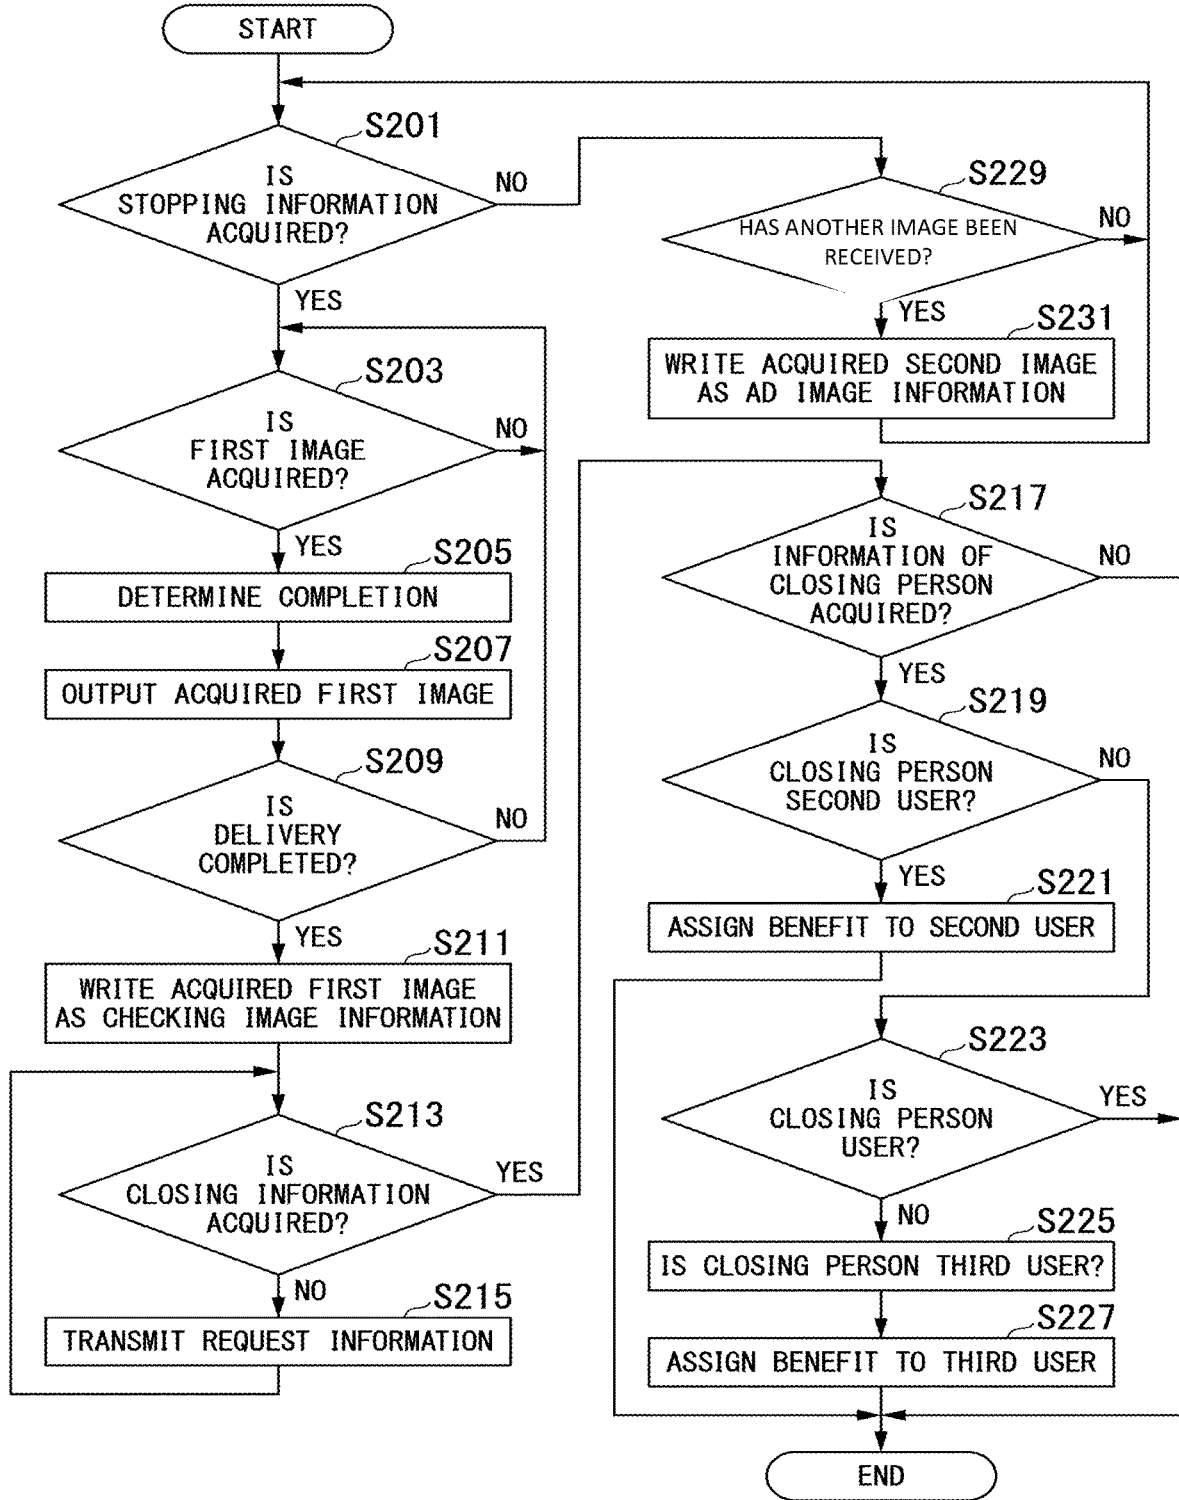 START
S201
IS
STOPPING INFORMATION
ACQUIRED?
NO
YES
S203
IS
FIRST IMAGE
ACQUIRED?
NO
YES
S205
DETERMINE COMPLETION
S207
OUTPUT ACQUIRED FIRST IMAGE
S209
IS
DELIVERY
COMPLETED?
NO
YES
S211
WRITE ACQUIRED FIRST IMAGE
AS CHECKING IMAGE INFORMATION
S213
IS
CLOSING INFORMATION
ACQUIRED?
YES
NO
S215
TRANSMIT REQUEST INFORMATION
S229
HAS ANOTHER IMAGE BEEN
RECEIVED?
NO
YES
S231
WRITE ACQUIRED SECOND IMAGE
AS AD IMAGE INFORMATION
S217
IS
INFORMATION OF
CLOSING PERSON
ACQUIRED?
NO
YES
S219
IS
CLOSING PERSON
SECOND USER?
NO
YES
S221
ASSIGN BENEFIT TO SECOND USER
S223
IS
CLOSING PERSON
USER?
YES
NO
S225
IS CLOSING PERSON THIRD USER?
S227
ASSIGN BENEFIT TO THIRD USER
END